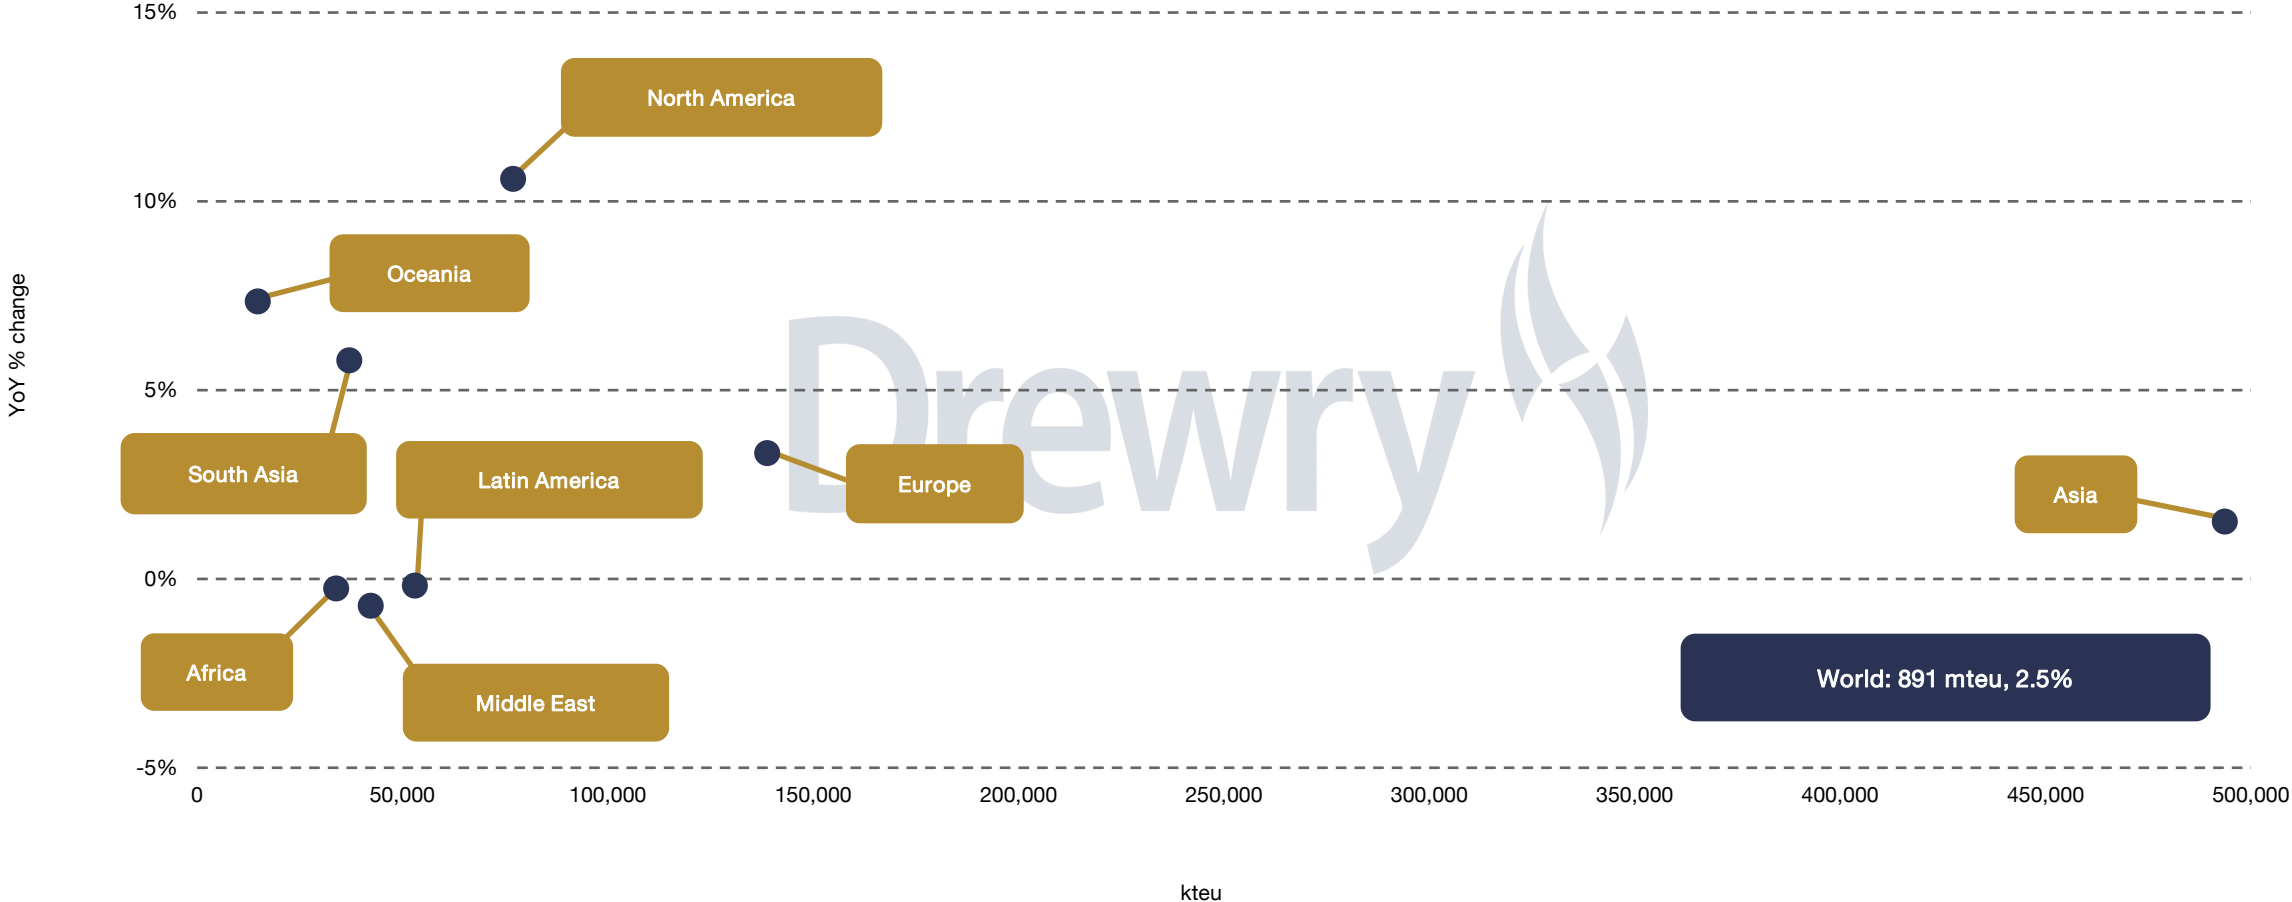 15%
North America
10%
Oceania
YoY % change
5%
Drewry
South Asia
Latin America
Europe
Asia
0%
Africa
Middle East
World: 891 mteu, 2.5%
-5%
0 50,000 100,000 150,000 200,000 250,000 300,000 350,000 400,000 450,000 500,000
kteu